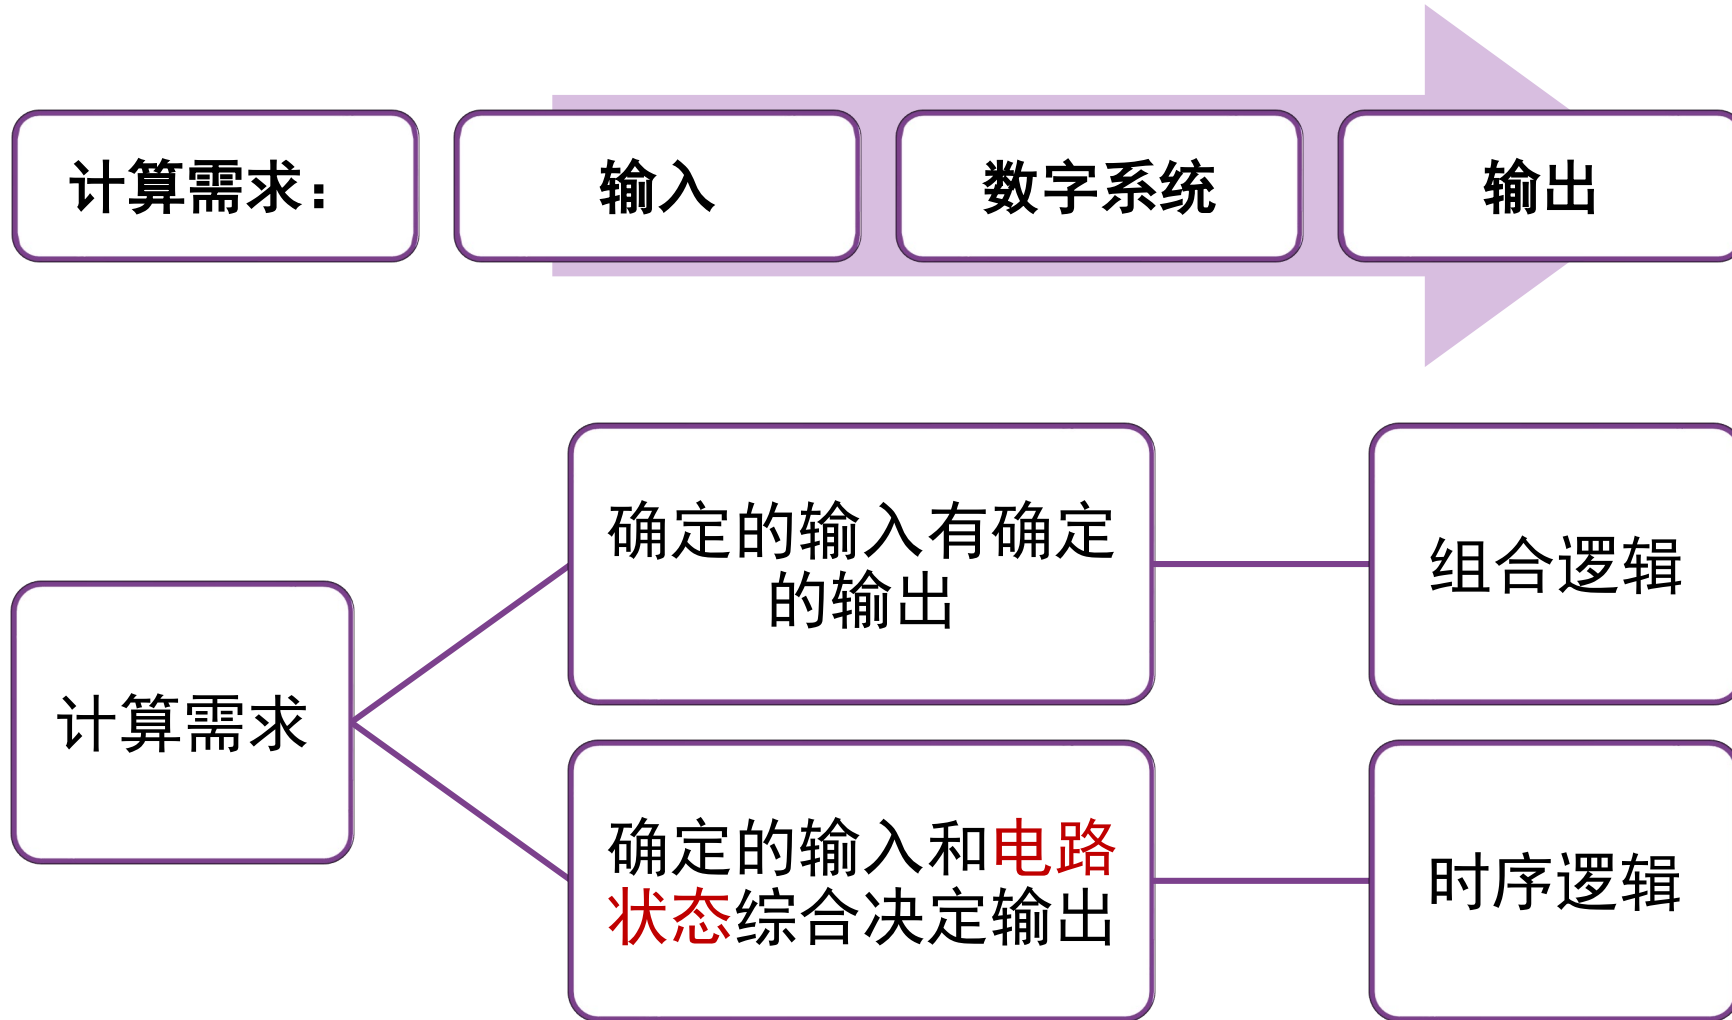 计算需求：
输入
数字系统
输出
计算需求
确定的输入有确定
的输出
组合逻辑
确定的输入和电路
状态综合决定输出
时序逻辑